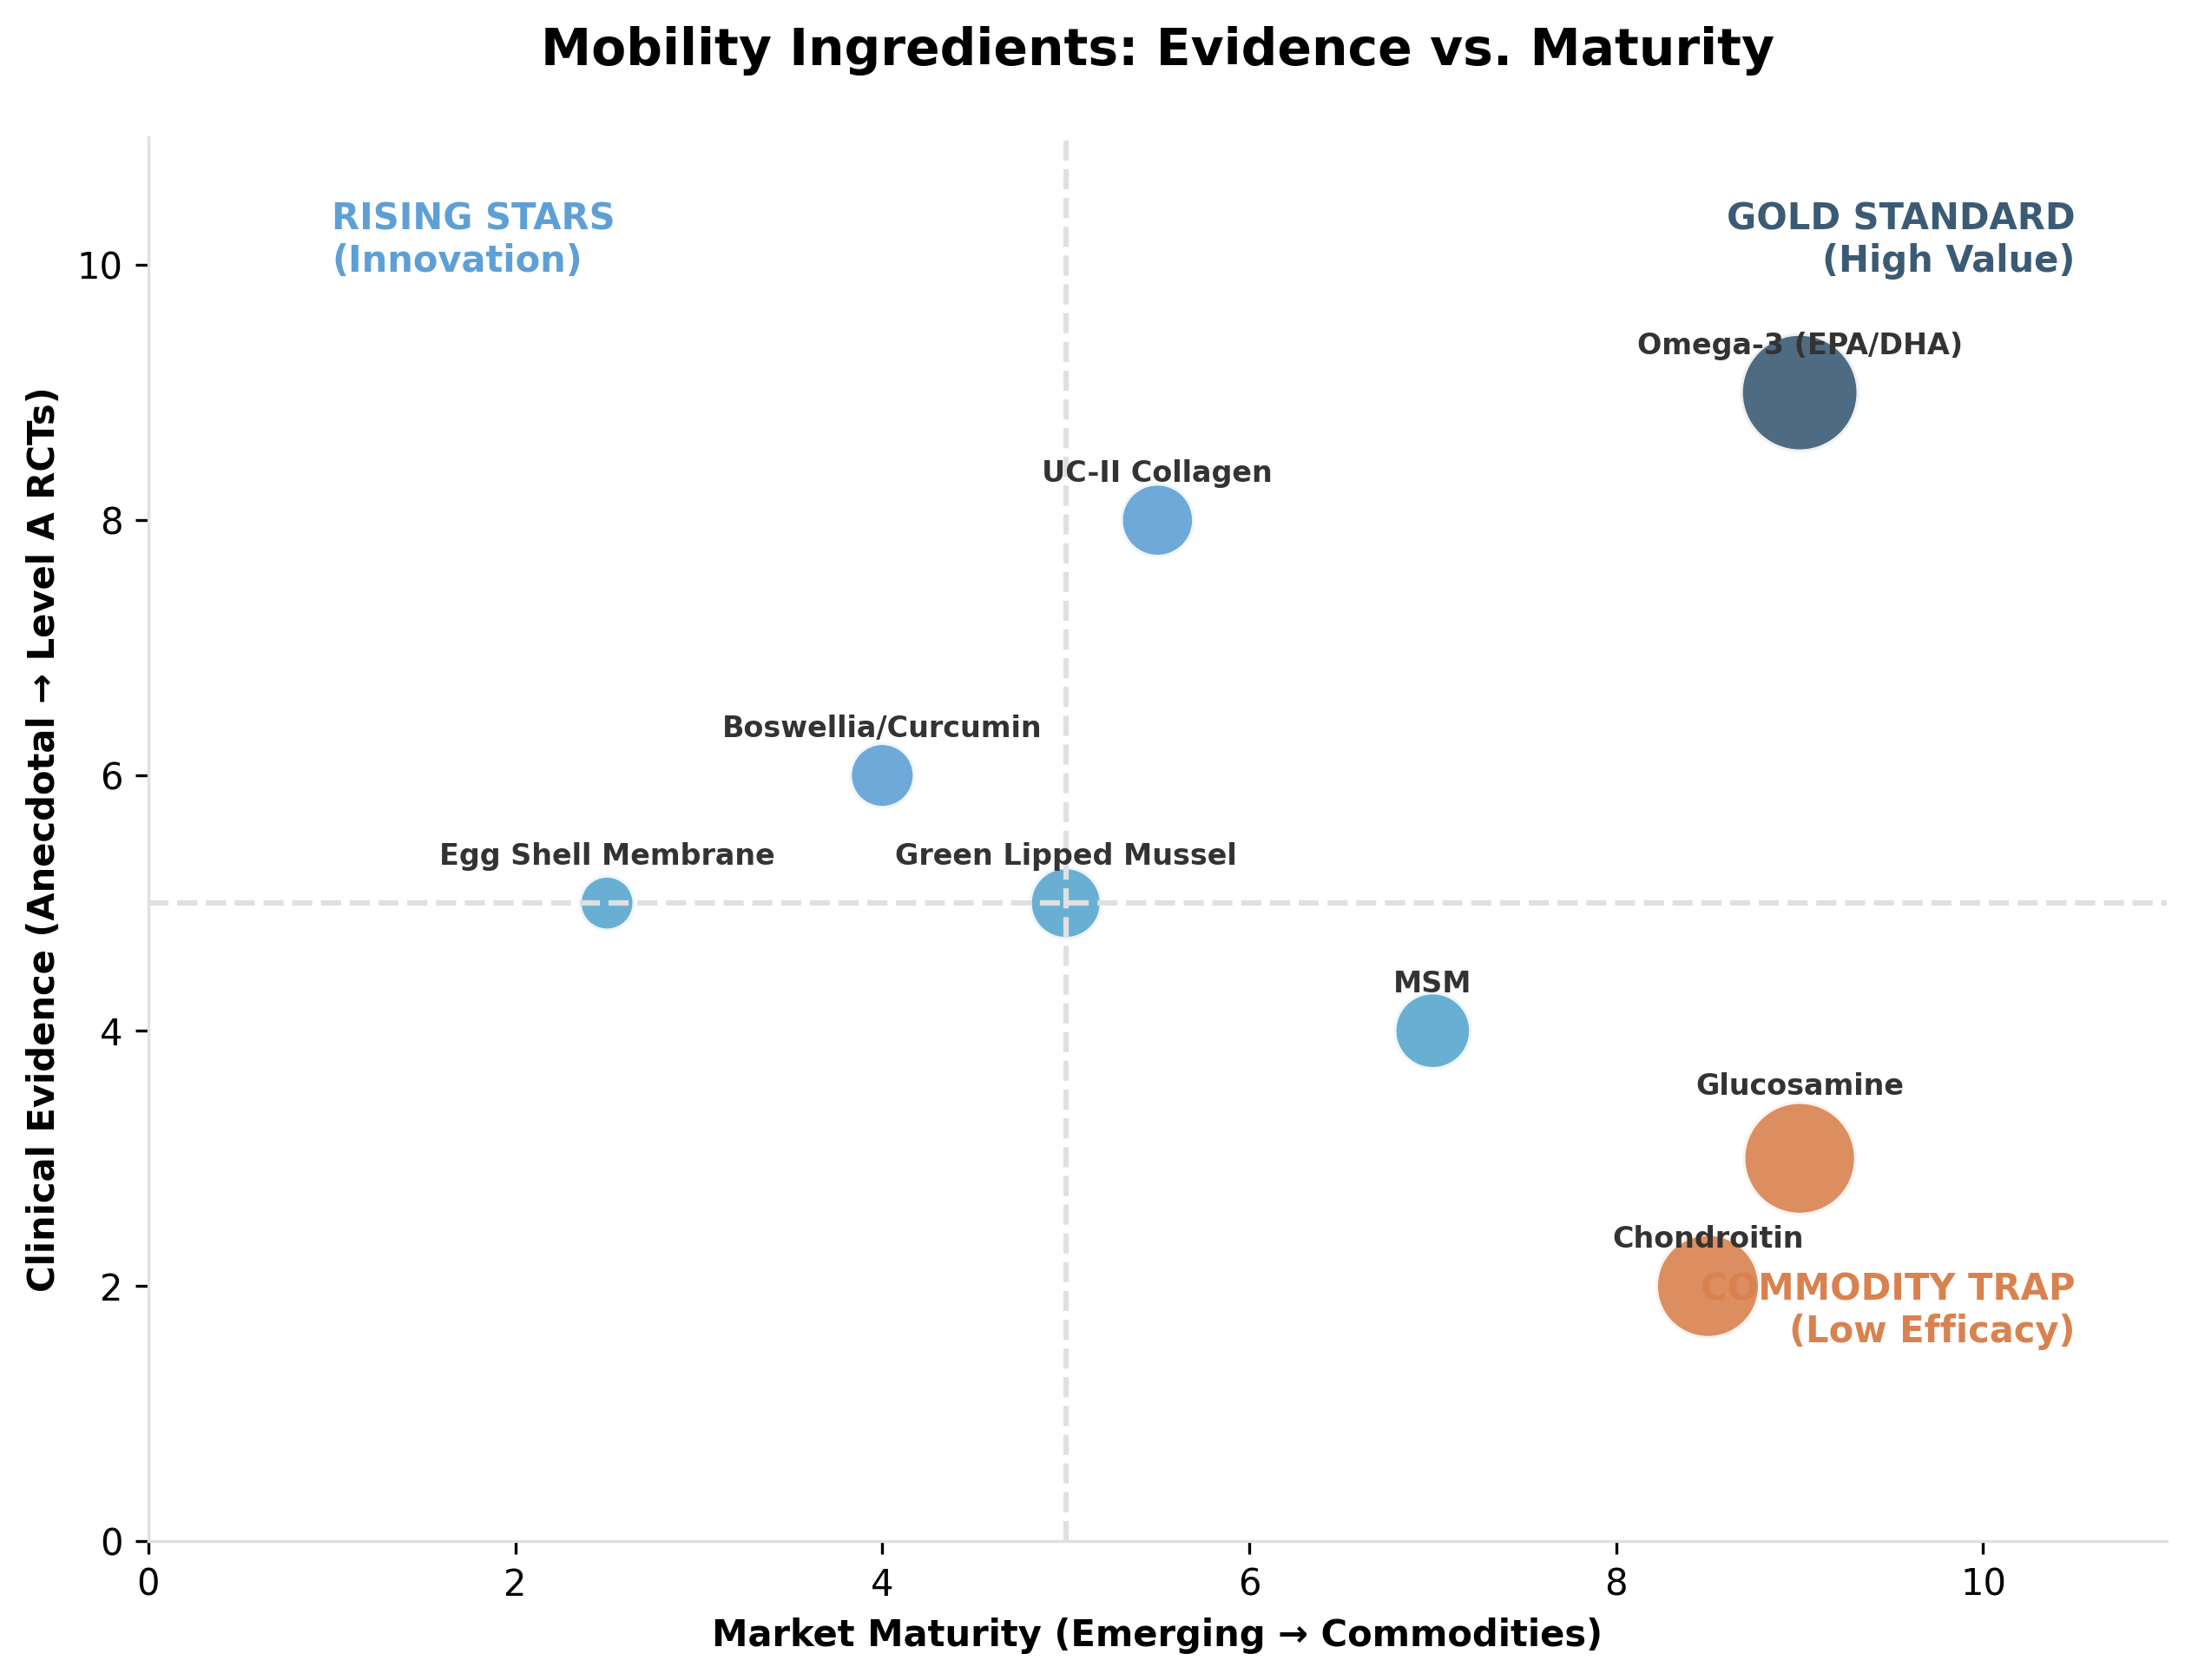 Mobility Ingredients: Evidence vs. Maturity
RISING STARS
(Innovation)
GOLD STANDARD
(High Value)
Omega-3 (EPA/DHA)
UC-II Collagen
Boswellia/Curcumin
Egg Shell Membrane
Green Lipped Mussel
MSM
Glucosamine
Chondroitin
COMMODITY TRAP
(Low Efficacy)
Clinical Evidence (Anecdotal → Level A RCTs)
10
8
6
4
2
0
0 2 4 6 8 10
Market Maturity (Emerging → Commodities)